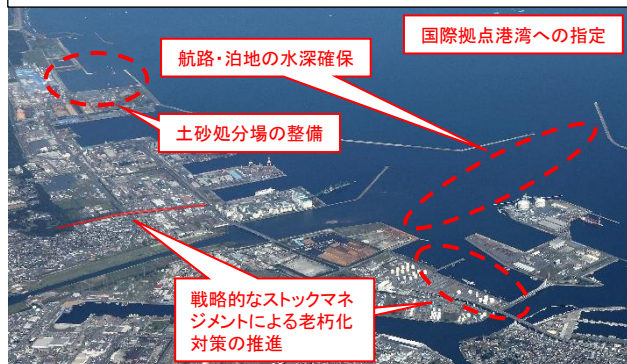 国際拠点港湾への指定
航路・泊地の水深確保
土砂処分場の整備
戦略的なストックマネ
ジメントによる老朽化
対策の推進